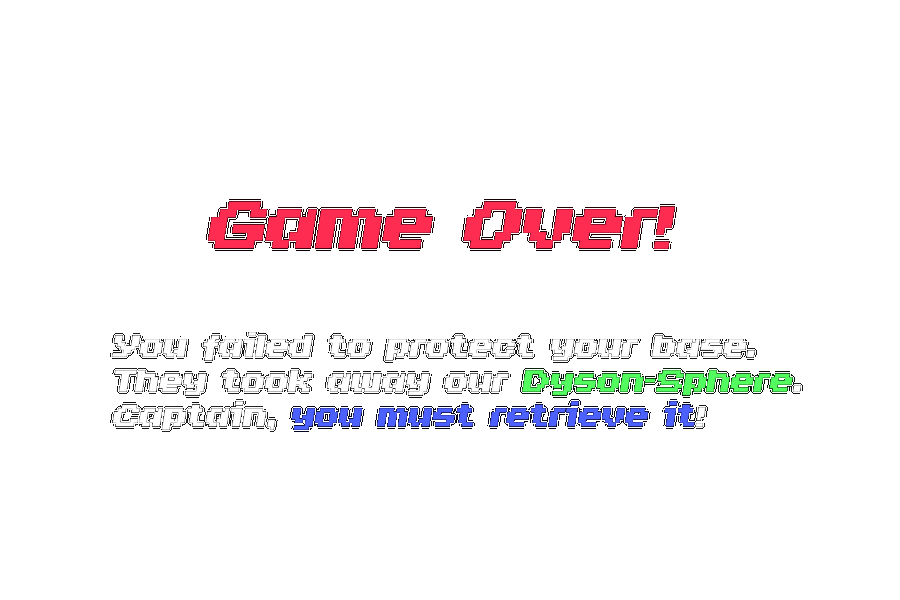 Game Over!
You failed to protect your base.
They took away our Dyson-Sphere.
Captain, you must retrieve it!